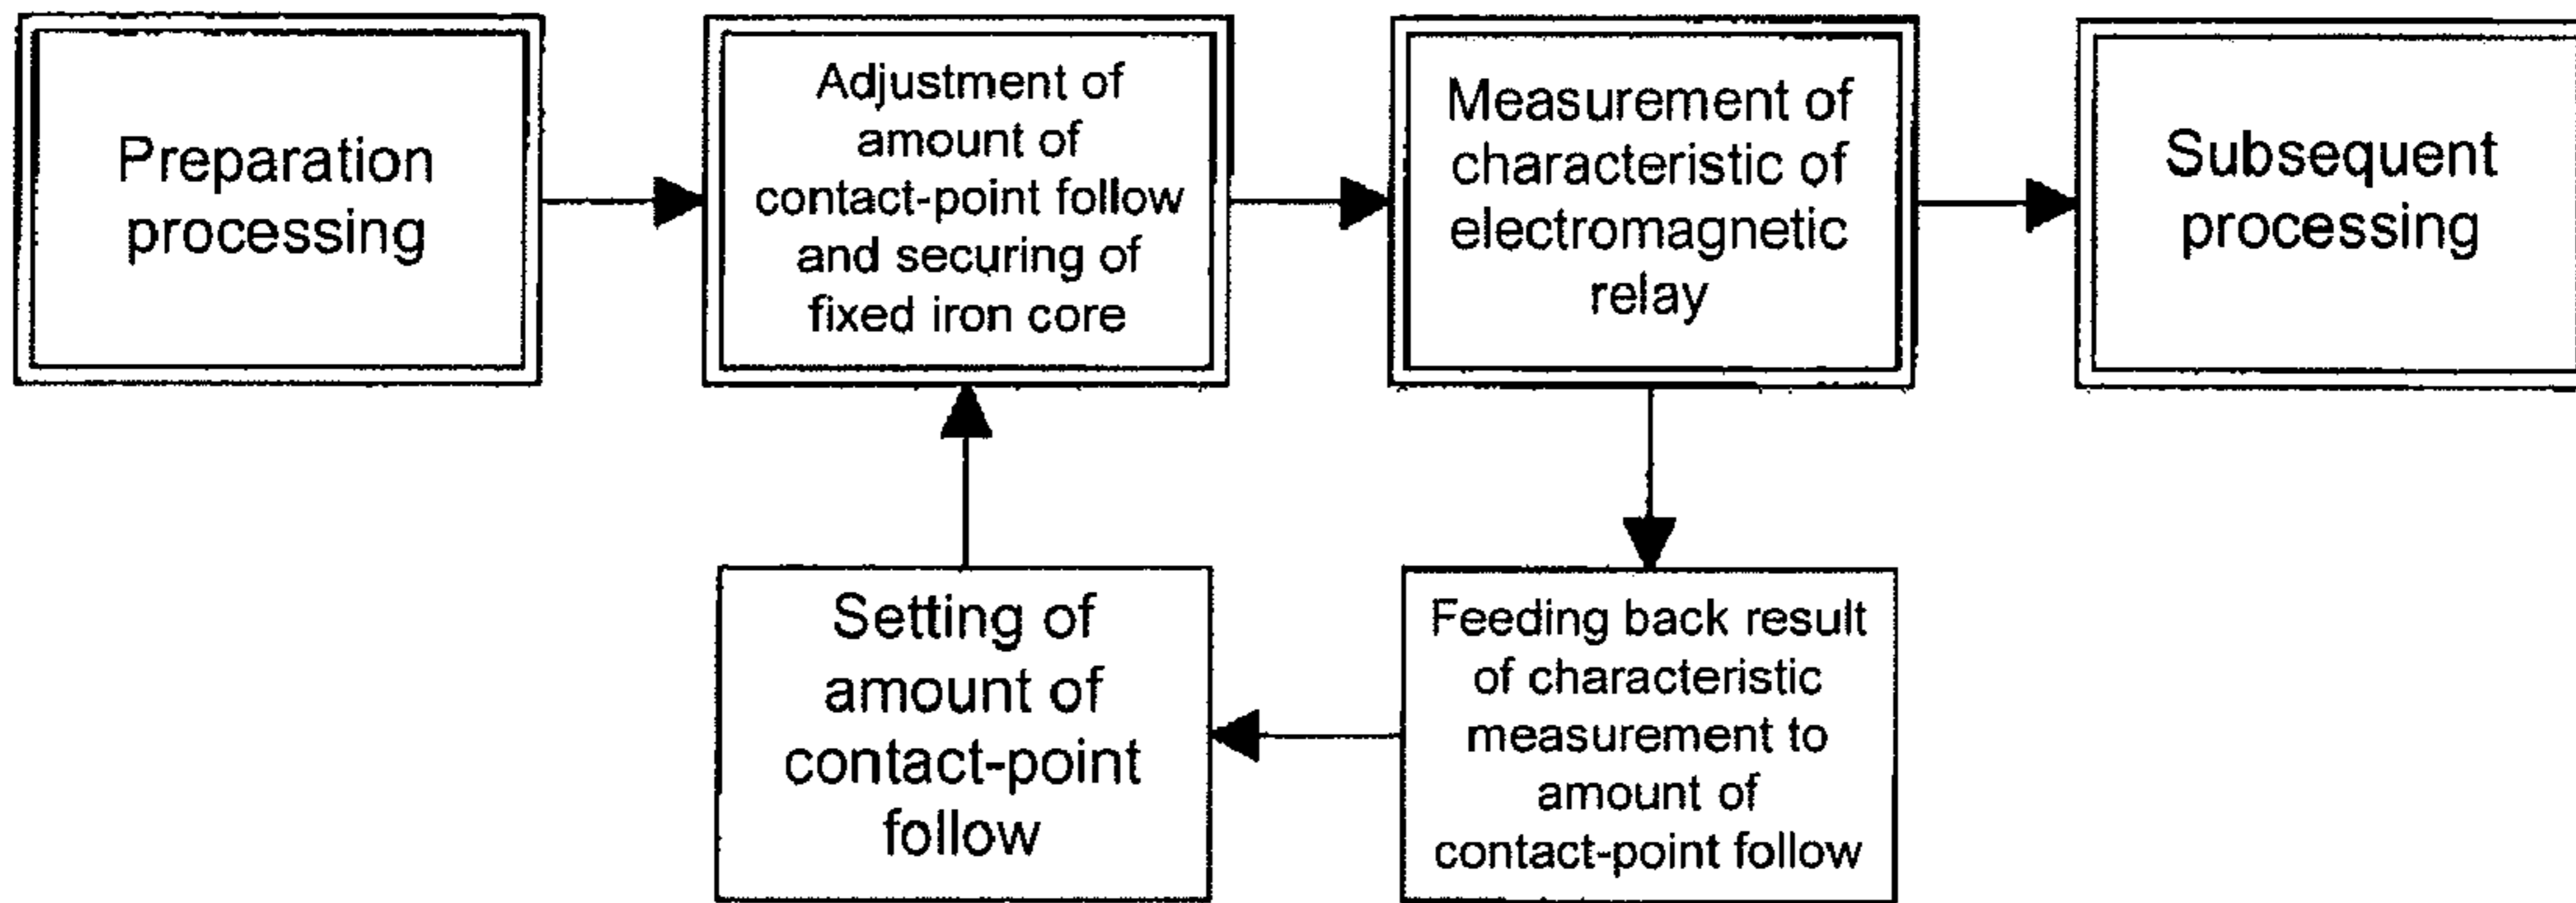 Preparation
processing
Adjustment of
amount of
contact-point follow
and securing of
fixed iron core
Measurement of
characteristic of
electromagnetic
relay
Subsequent
processing
Setting of
amount of
contact-point
follow
Feeding back result
of characteristic
measurement to
amount of
contact-point follow